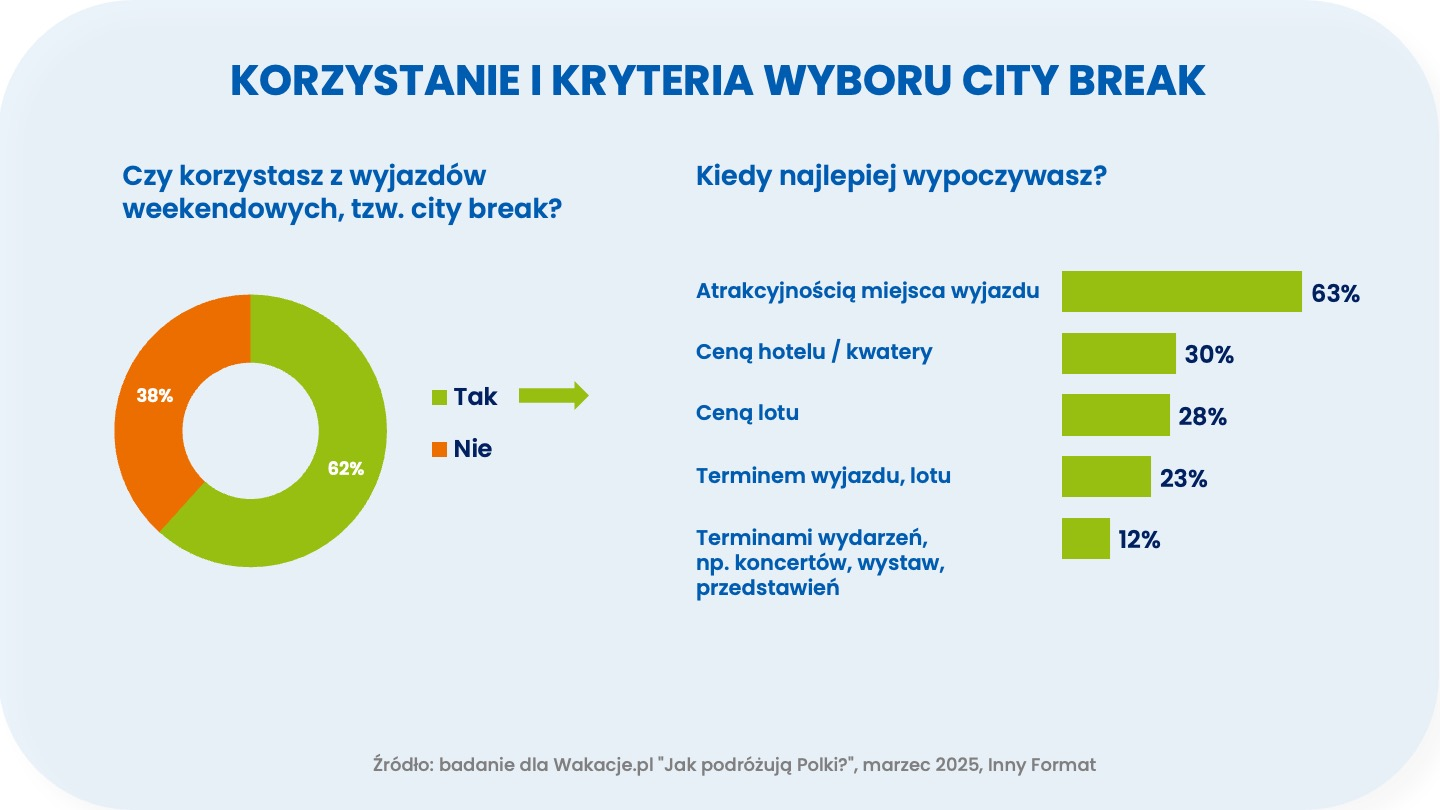 KORZYSTANIE I KRYTERIA WYBORU CITY BREAK
Czy korzystasz z wyjazdów
weekendowych, tzw. city break?
38%
62%
Tak
Nie
Kiedy najlepiej wypoczywasz?
Atrakcyjnością miejsca wyjazdu 63%
Ceną hotelu / kwatery 30%
Ceną lotu 28%
Terminem wyjazdu, lotu 23%
Terminami wydarzeń, 12%
np. koncertów, wystaw,
przedstawień
Źródło: badanie dla Wakacje.pl "Jak podróżują Polki?", marzec 2025, Inny Format